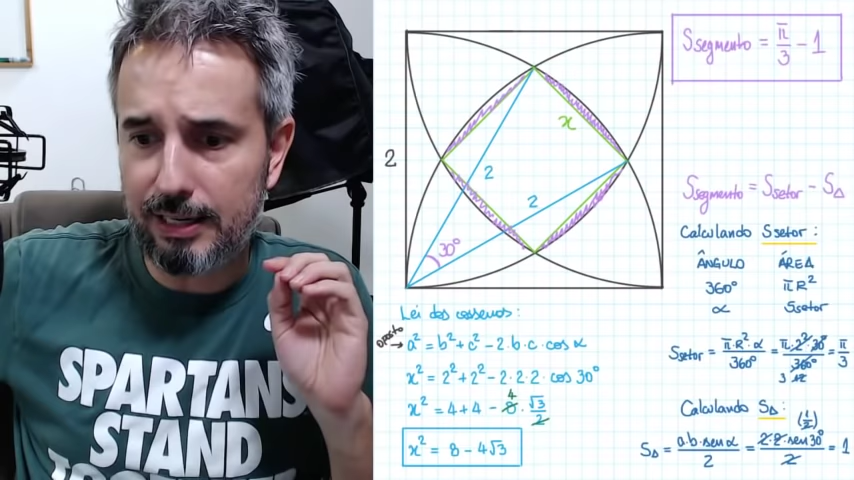 SPARTANS
STAND
2
x
2
2
30°
Lei dos cossenos:
oposto
a² = b² + c² - 2·b·c·cos α
x² = 2² + 2² - 2·2·2·cos 30°
x² = 4 + 4 - 8·√3/2
4
x² = 8 - 4√3
Ssegmento = π/3 - 1
Ssegmento = Ssetor - S△
Calculando Ssetor:
ÂNGULO ÁREA
360° πR²
α Ssetor
Ssetor = π·R²·α/360° = π·2²·30°/360° = π/3
3 12
Calculando S△:
(1/2)
S△ = a·b·sen α/2 = 2·2·sen 30°/2 = 1